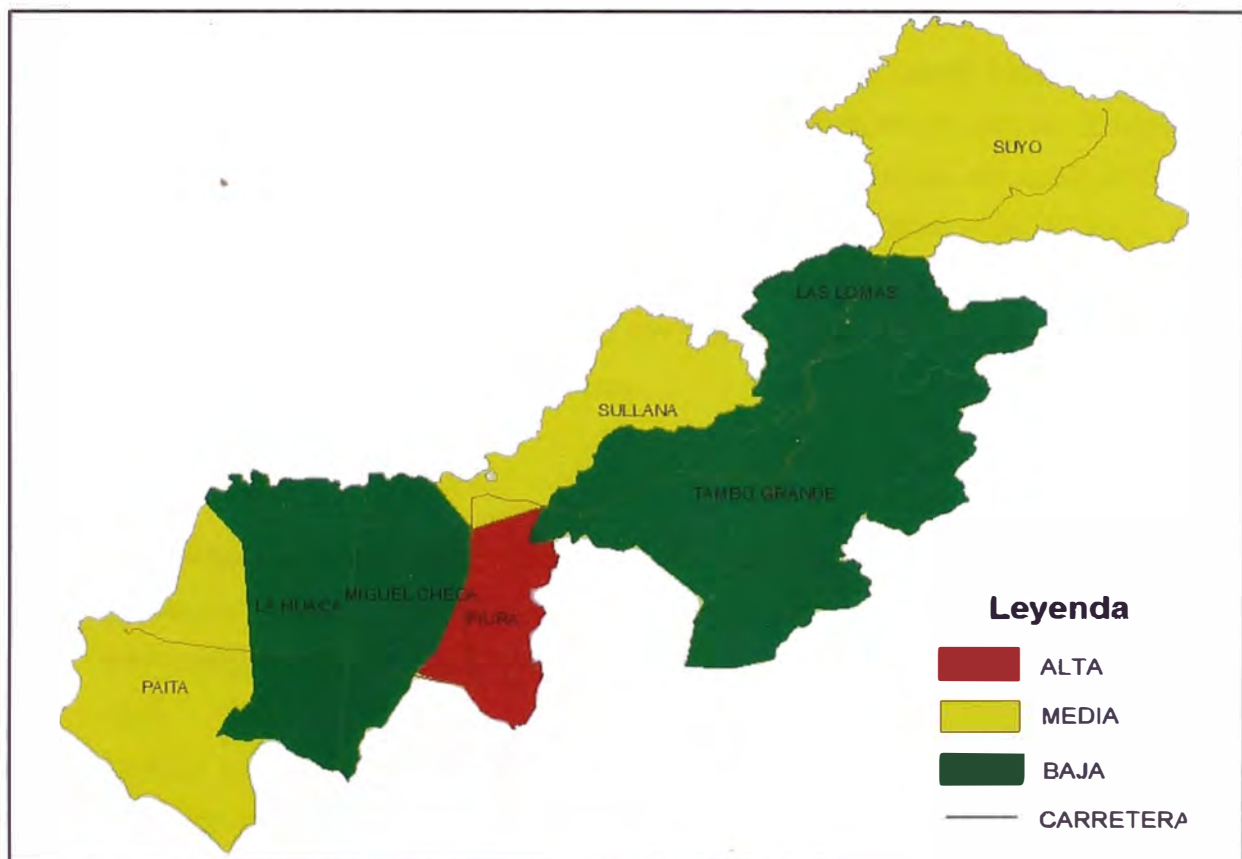 SUYO
LAS LOMAS
SULLANA
TAMBO GRANDE
LA HUACA
MIGUEL CHECA
PIURA
PAITA
Leyenda
ALTA
MEDIA
BAJA
CARRETERA